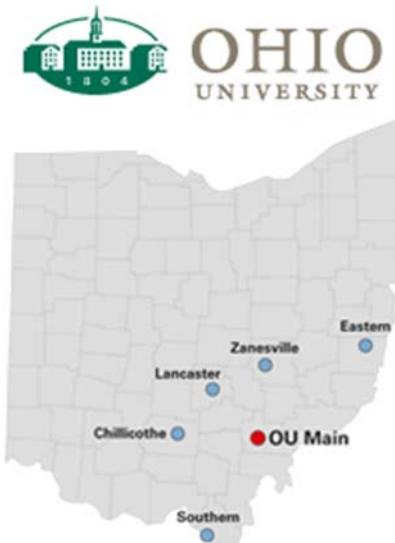 1804
OHIO
UNIVERSITY
Eastern
Zanesville
Lancaster
Chillicothe
OU Main
Southern